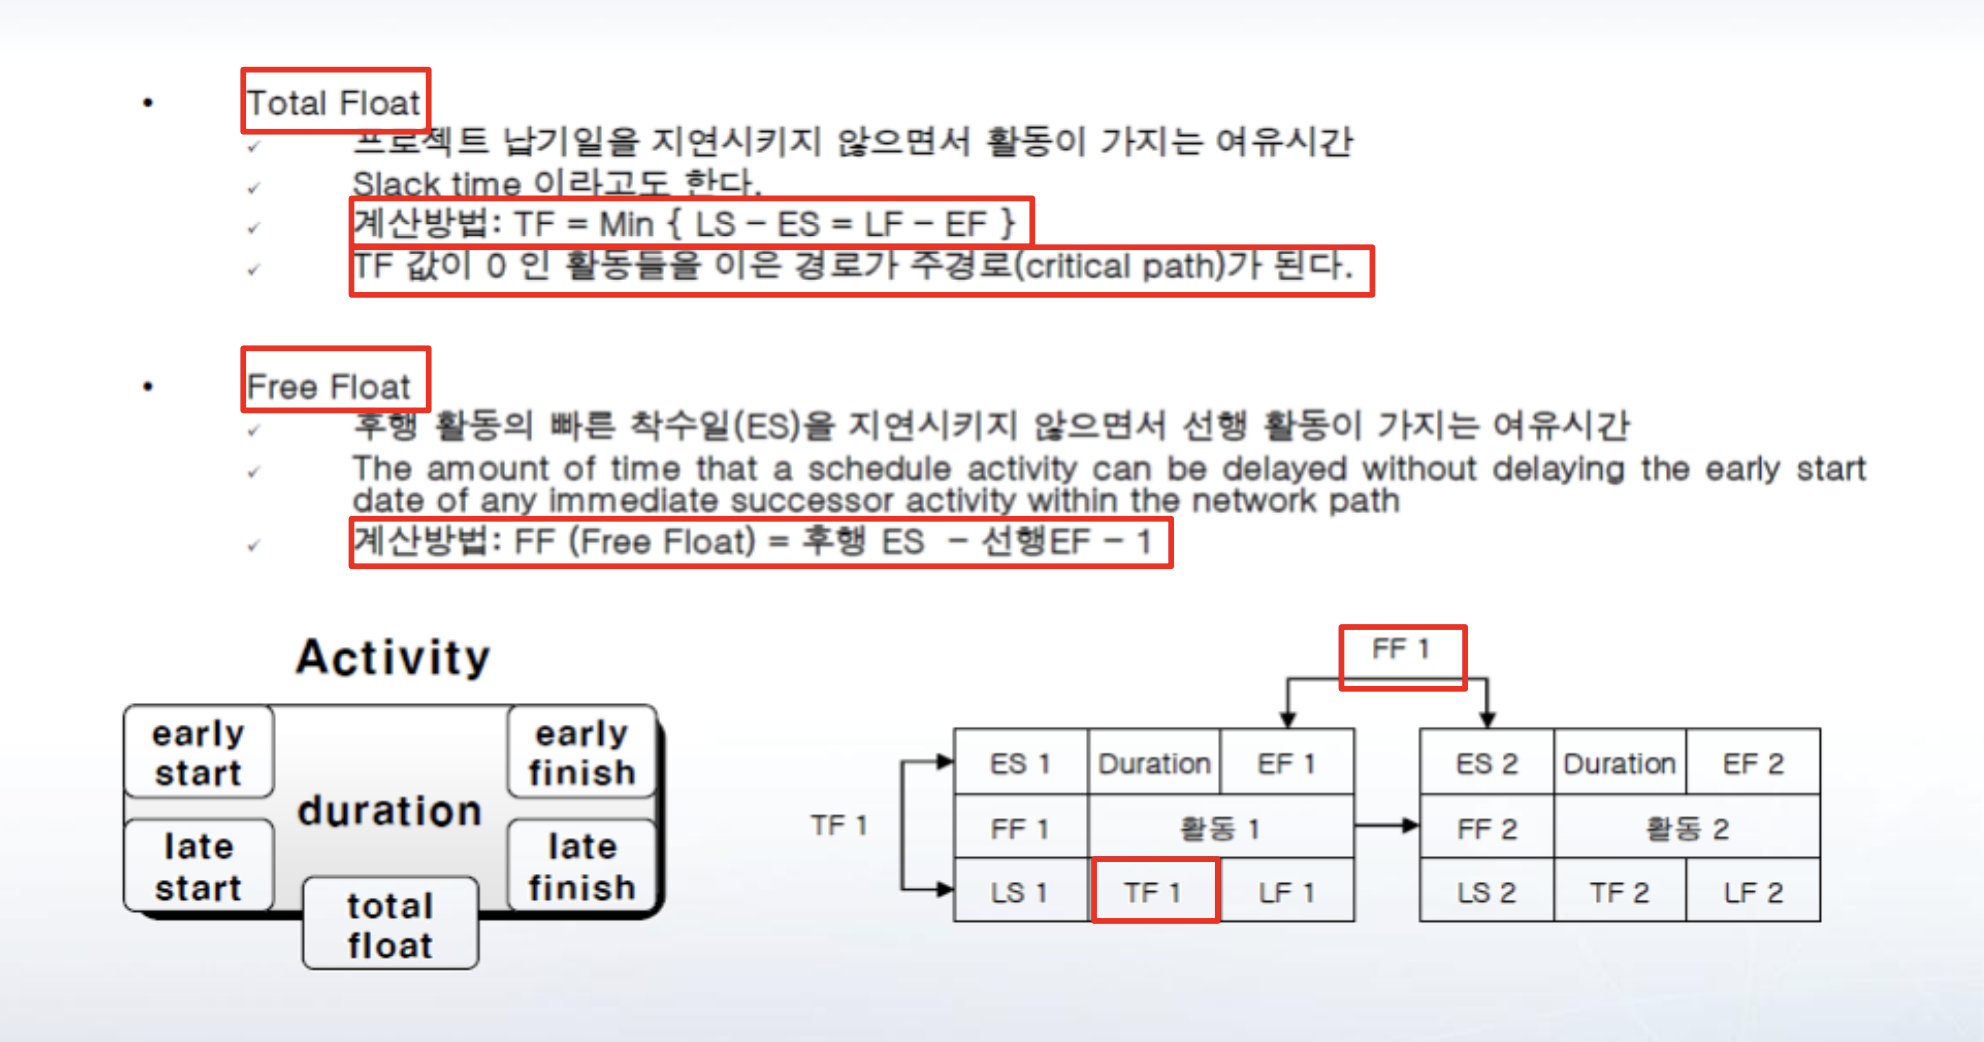 • Total Float
✓ 프로젝트 납기일을 지연시키지 않으면서 활동이 가지는 여유시간
✓ Slack time 이라고도 한다.
✓ 계산방법: TF = Min { LS – ES = LF – EF }
✓ TF 값이 0 인 활동들을 이은 경로가 주경로(critical path)가 된다.
• Free Float
✓ 후행 활동의 빠른 착수일(ES)을 지연시키지 않으면서 선행 활동이 가지는 여유시간
✓ The amount of time that a schedule activity can be delayed without delaying the early start
date of any immediate successor activity within the network path
✓ 계산방법: FF (Free Float) = 후행 ES – 선행EF – 1
Activity
early
start
early
finish
duration
late
start
late
finish
total
float
FF 1
TF 1
ES 1 Duration EF 1
FF 1 활동 1
LS 1 TF 1 LF 1
ES 2 Duration EF 2
FF 2 활동 2
LS 2 TF 2 LF 2